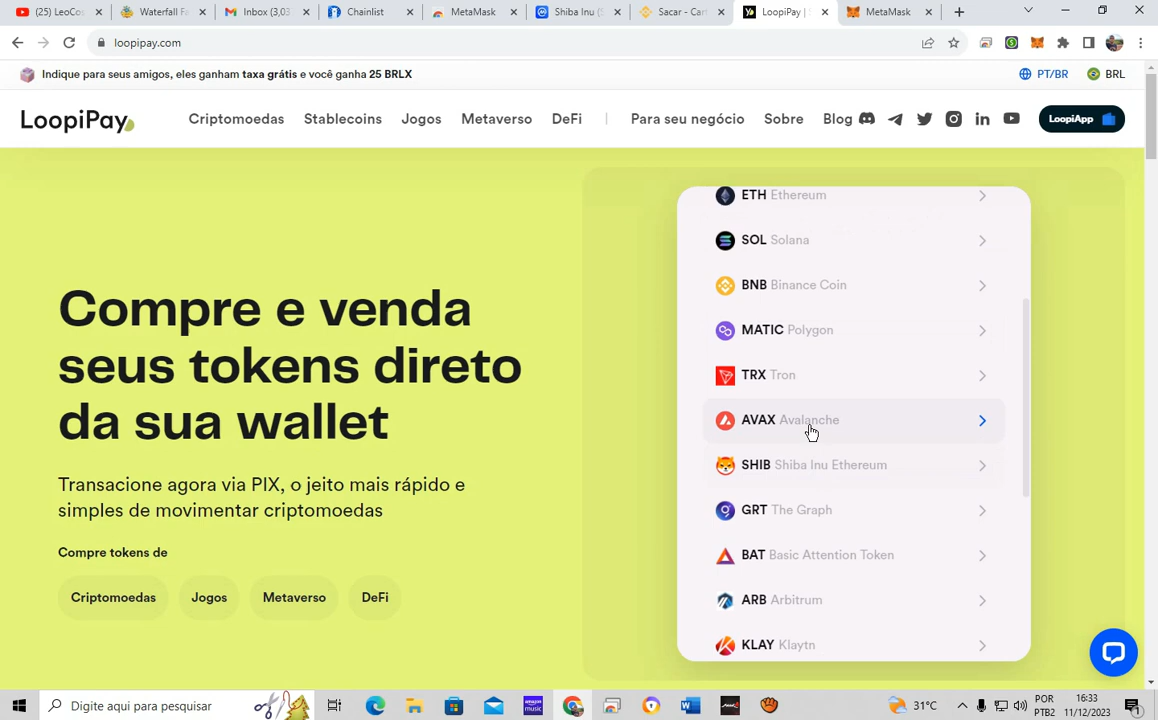 (25) LeoCos
Waterfall Fe
Inbox (3,03
Chainlist
MetaMask
Shiba Inu (S
Sacar - Cart
LoopiPay |
MetaMask
loopipay.com
Indique para seus amigos, eles ganham taxa grátis e você ganha 25 BRLX
PT/BR
BRL
LoopiPay
Criptomoedas
Stablecoins
Jogos
Metaverso
DeFi
Para seu negócio
Sobre
Blog
LoopiApp
Compre e venda
seus tokens direto
da sua wallet
Transacione agora via PIX, o jeito mais rápido e
simples de movimentar criptomoedas
Compre tokens de
Criptomoedas
Jogos
Metaverso
DeFi
ETH Ethereum
SOL Solana
BNB Binance Coin
MATIC Polygon
TRX Tron
AVAX Avalanche
SHIB Shiba Inu Ethereum
GRT The Graph
BAT Basic Attention Token
ARB Arbitrum
KLAY Klaytn
Digite aqui para pesquisar
31°C
POR
PTB2
16:33
11/12/2023